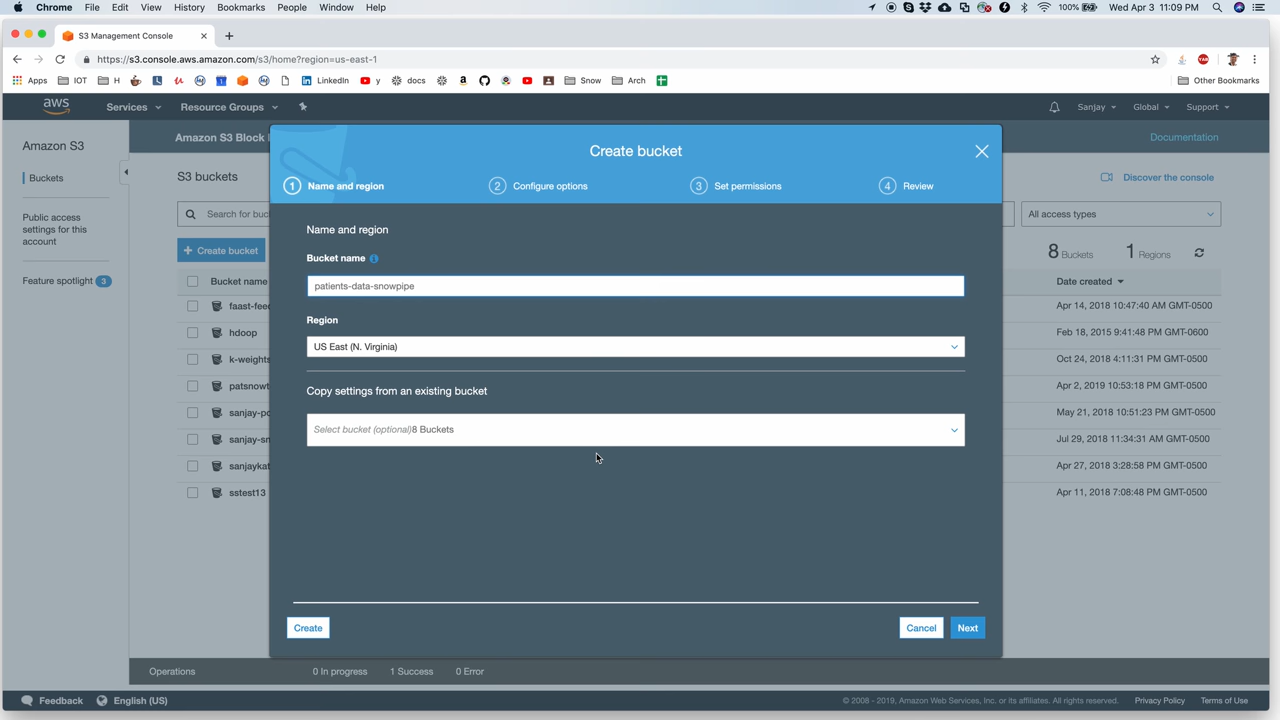 Chrome File Edit View History Bookmarks People Window Help 100% Wed Apr 3 11:09 PM
S3 Management Console
https://s3.console.aws.amazon.com/s3/home?region=us-east-1
Apps IOT H LinkedIn y docs Snow Arch Other Bookmarks
aws Services Resource Groups Sanjay Global Support
Amazon S3
Buckets
Public access
settings for this
account
Feature spotlight 3
Amazon S3 Block
Documentation
S3 buckets
Discover the console
Search for buc
All access types
+ Create bucket
8 Buckets 1 Regions
Bucket name Date created
faast-fee Apr 14, 2018 10:47:40 AM GMT-0500
hdoop Feb 18, 2015 9:41:48 PM GMT-0600
k-weights Oct 24, 2018 4:11:31 PM GMT-0500
patsnowt Apr 2, 2019 10:53:18 PM GMT-0500
sanjay-po May 21, 2018 10:51:23 PM GMT-0500
sanjay-sn Jul 29, 2018 11:34:31 AM GMT-0500
sanjaykat Apr 27, 2018 3:28:58 PM GMT-0500
sstest13 Apr 11, 2018 7:08:48 PM GMT-0500
Create bucket
1 Name and region 2 Configure options 3 Set permissions 4 Review
Name and region
Bucket name
patients-data-snowpipe
Region
US East (N. Virginia)
Copy settings from an existing bucket
Select bucket (optional)8 Buckets
Create Cancel Next
Operations 0 In progress 1 Success 0 Error
Feedback English (US) © 2008 - 2019, Amazon Web Services, Inc. or its affiliates. All rights reserved. Privacy Policy Terms of Use